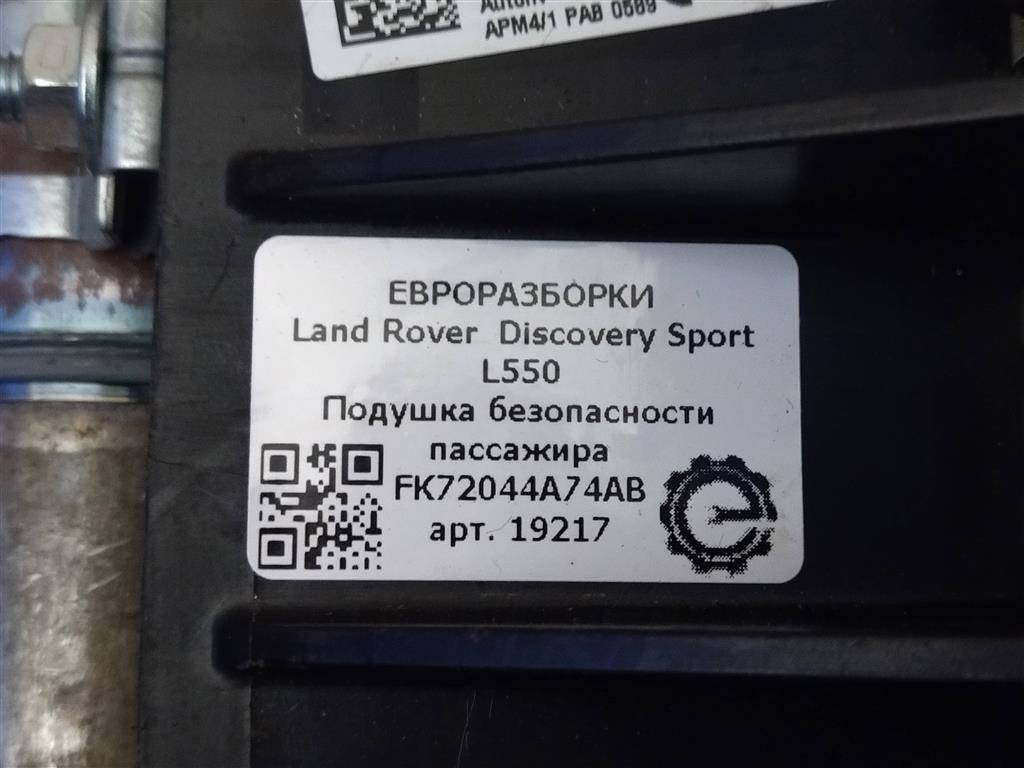 APM4/1 PAB 0589
ЕВРОРАЗБОРКИ
Land Rover Discovery Sport
L550
Подушка безопасности
пассажира
FK72044A74AB
арт. 19217